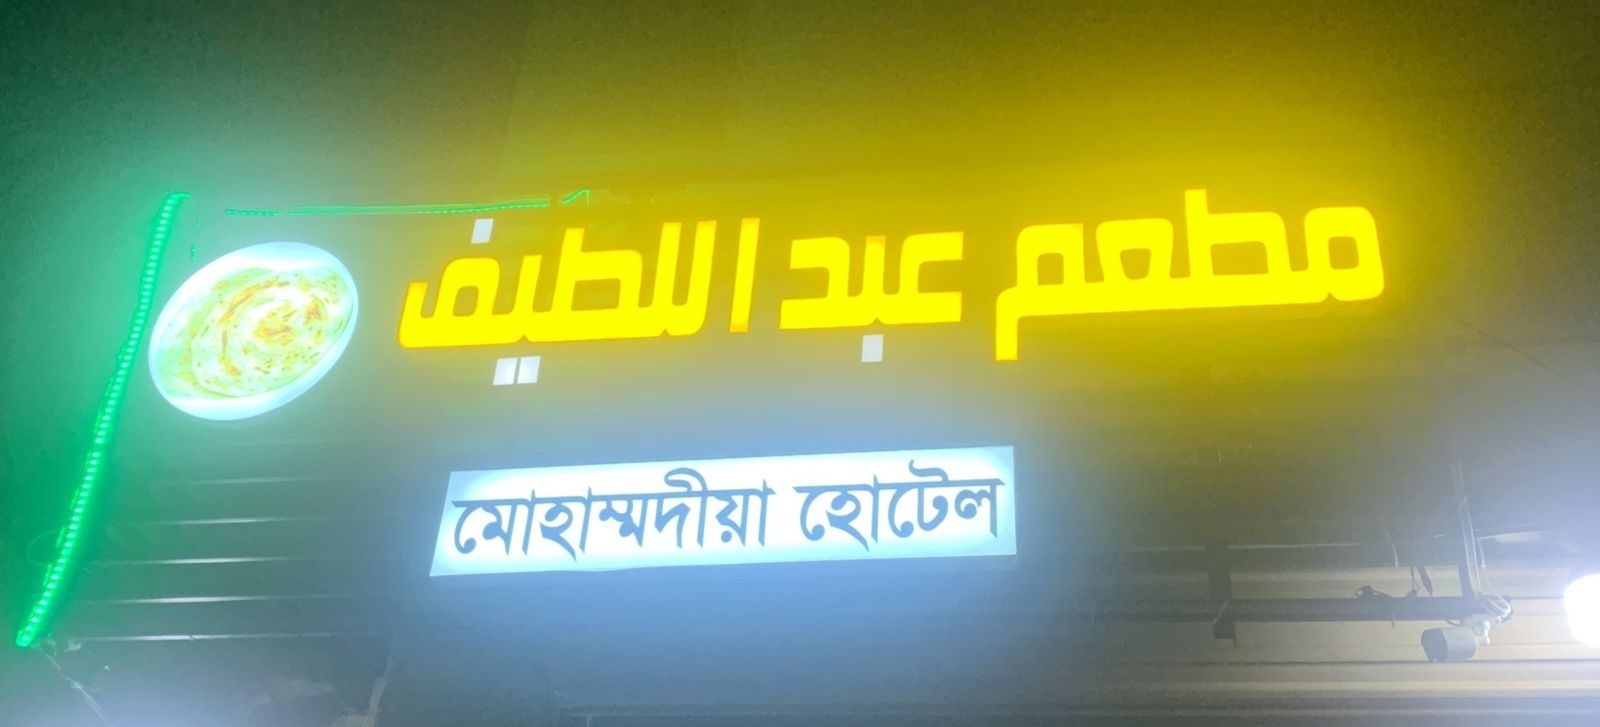 مطعم عبد اللطيف
মোহাম্মদীয়া হোটেল